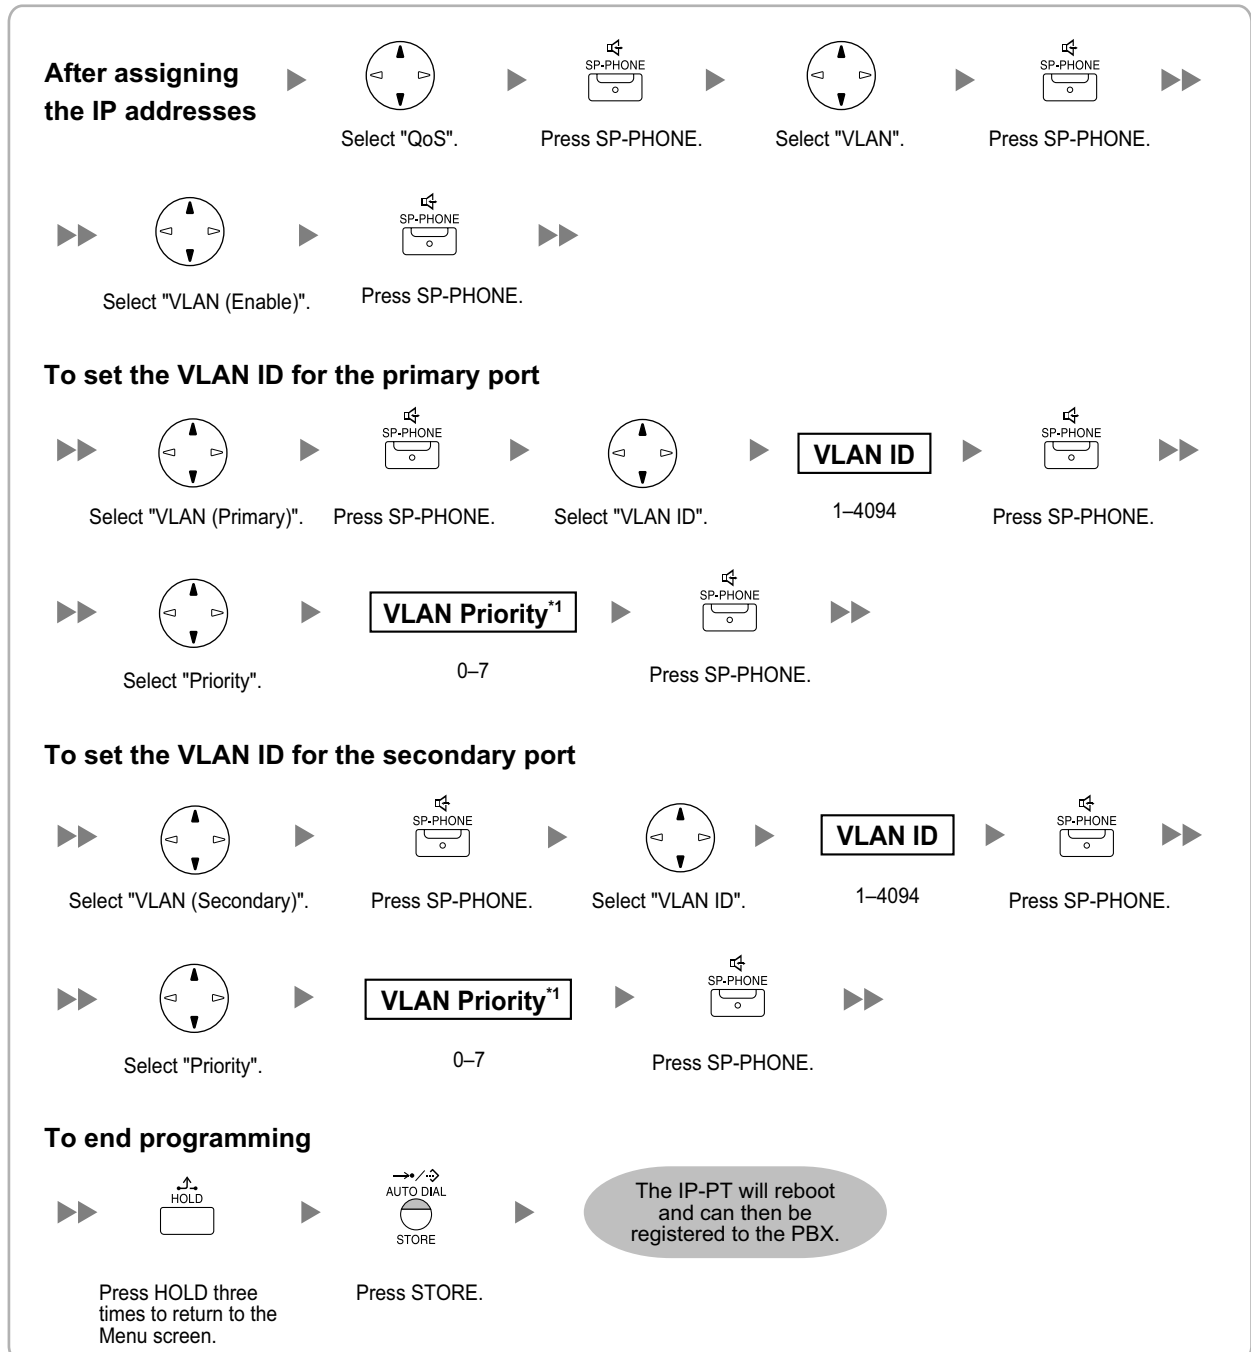 After assigning
the IP addresses
SP-PHONE
SP-PHONE
Select "QoS".
Press SP-PHONE.
Select "VLAN".
Press SP-PHONE.
SP-PHONE
Select "VLAN (Enable)".
Press SP-PHONE.
To set the VLAN ID for the primary port
SP-PHONE
VLAN ID
SP-PHONE
Select "VLAN (Primary)".
Press SP-PHONE.
Select "VLAN ID".
1–4094
Press SP-PHONE.
VLAN Priority*1
SP-PHONE
Select "Priority".
0–7
Press SP-PHONE.
To set the VLAN ID for the secondary port
SP-PHONE
VLAN ID
SP-PHONE
Select "VLAN (Secondary)".
Press SP-PHONE.
Select "VLAN ID".
1–4094
Press SP-PHONE.
VLAN Priority*1
SP-PHONE
Select "Priority".
0–7
Press SP-PHONE.
To end programming
HOLD
AUTO DIAL
STORE
The IP-PT will reboot
and can then be
registered to the PBX.
Press HOLD three
times to return to the
Menu screen.
Press STORE.